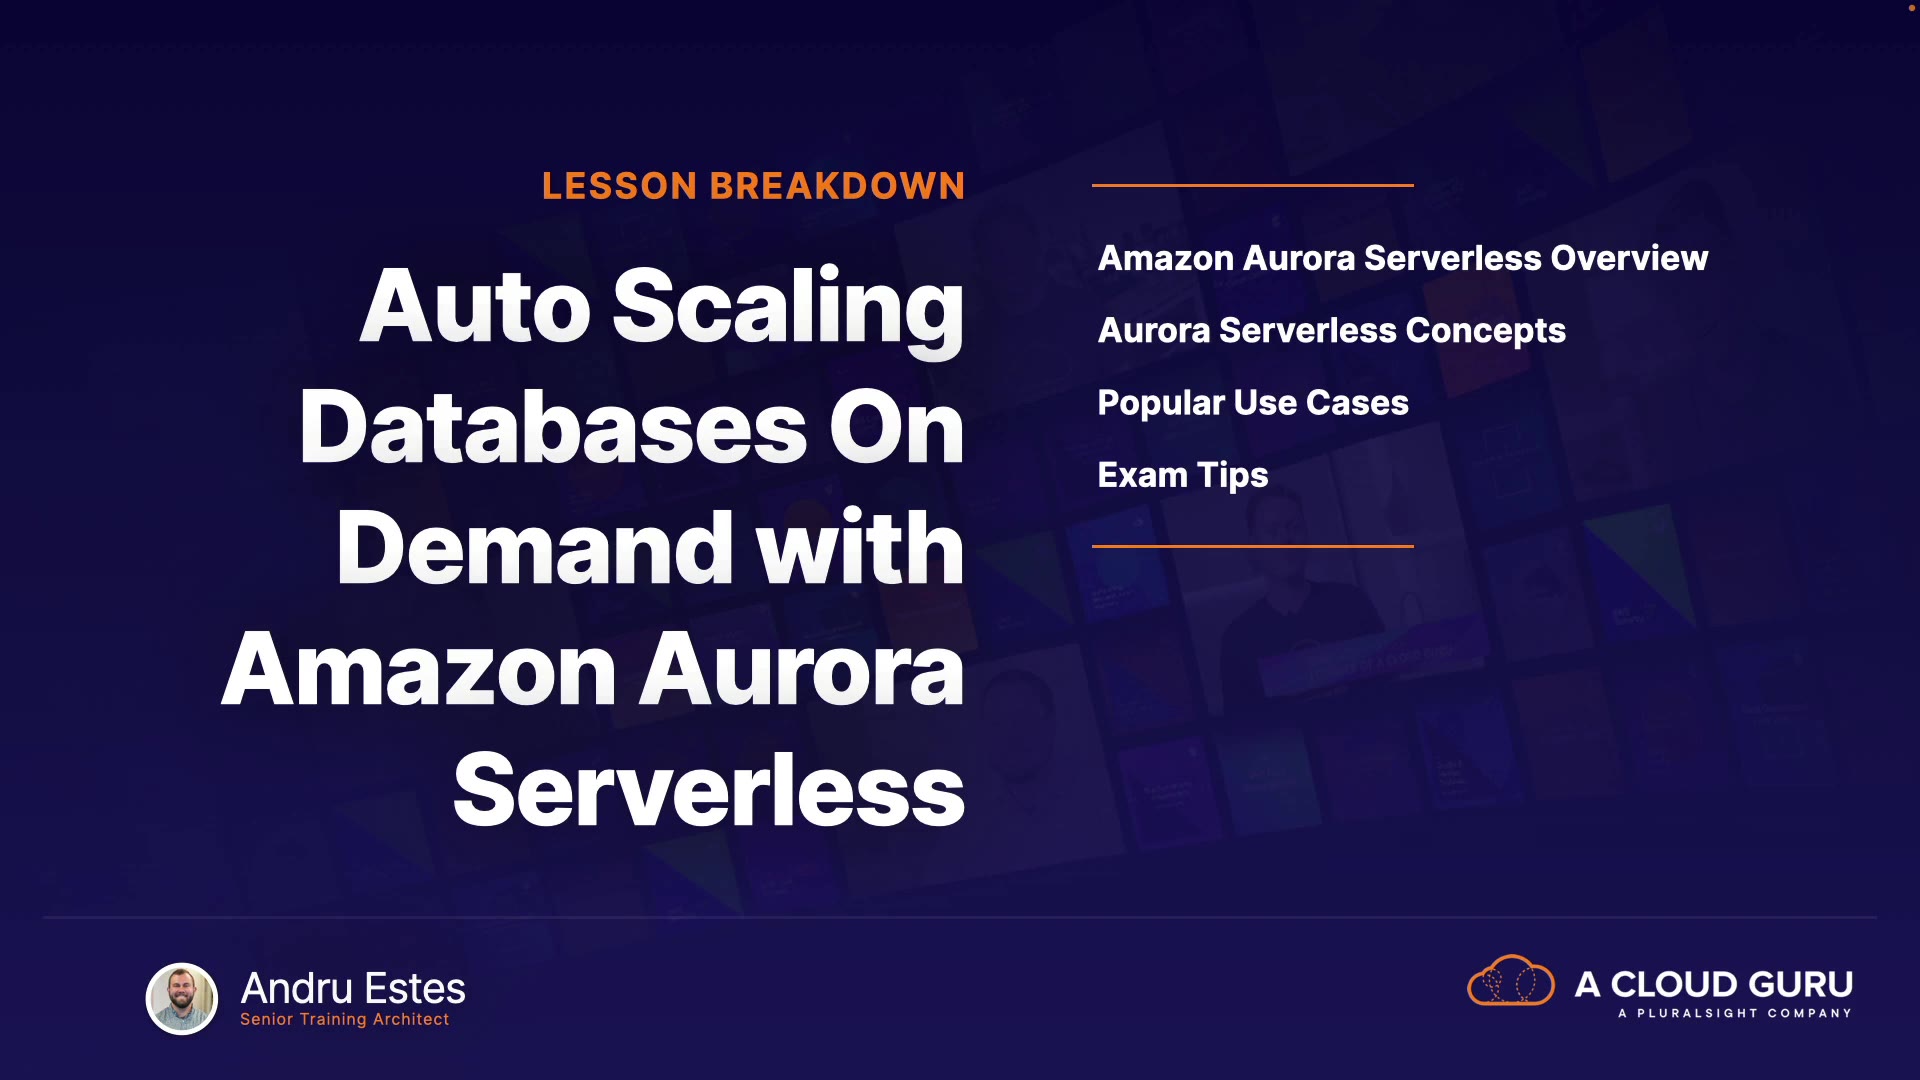 LESSON BREAKDOWN
Auto Scaling
Databases On
Demand with
Amazon Aurora
Serverless
Amazon Aurora Serverless Overview
Aurora Serverless Concepts
Popular Use Cases
Exam Tips
Andru Estes
Senior Training Architect
A CLOUD GURU
A PLURALSIGHT COMPANY